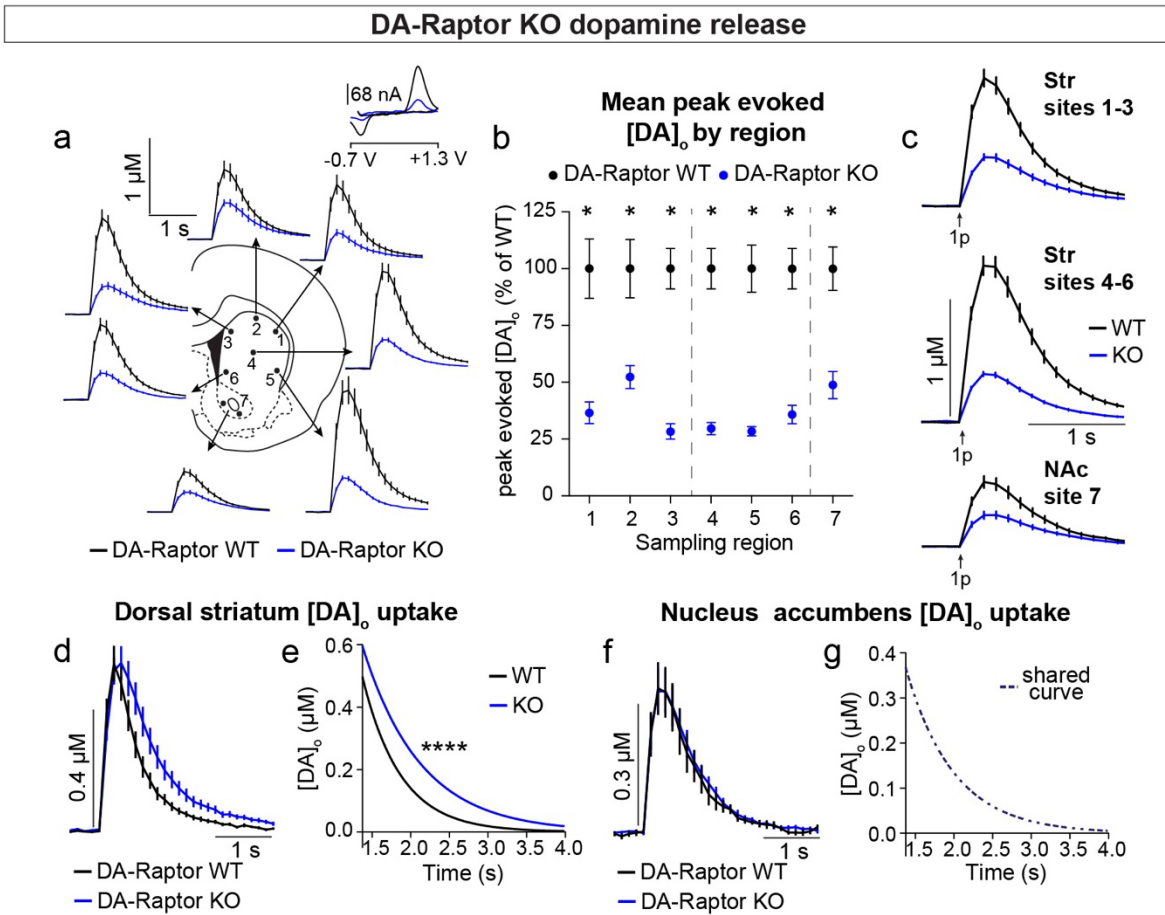 DA-Raptor KO dopamine release
a
68 nA
-0.7 V +1.3 V
1 µM
1 s
1
2
3
4
5
6
7
DA-Raptor WT DA-Raptor KO
b
Mean peak evoked
[DA]ₒ by region
DA-Raptor WT DA-Raptor KO
peak evoked [DA]ₒ (% of WT)
125
100
75
50
25
0
* * * * * * *
1 2 3 4 5 6 7
Sampling region
c
Str
sites 1-3
1p
Str
sites 4-6
WT
KO
1 µM
1 s
1p
NAc
site 7
1p
Dorsal striatum [DA]ₒ uptake
d
0.4 µM
1 s
DA-Raptor WT
DA-Raptor KO
e
[DA]ₒ (µM)
0.6
0.4
0.2
0.0
WT
KO
****
1.5 2.0 2.5 3.0 3.5 4.0
Time (s)
Nucleus accumbens [DA]ₒ uptake
f
0.3 µM
1 s
DA-Raptor WT
DA-Raptor KO
g
[DA]ₒ (µM)
0.4
0.3
0.2
0.1
0.0
shared
curve
1.5 2.0 2.5 3.0 3.5 4.0
Time (s)